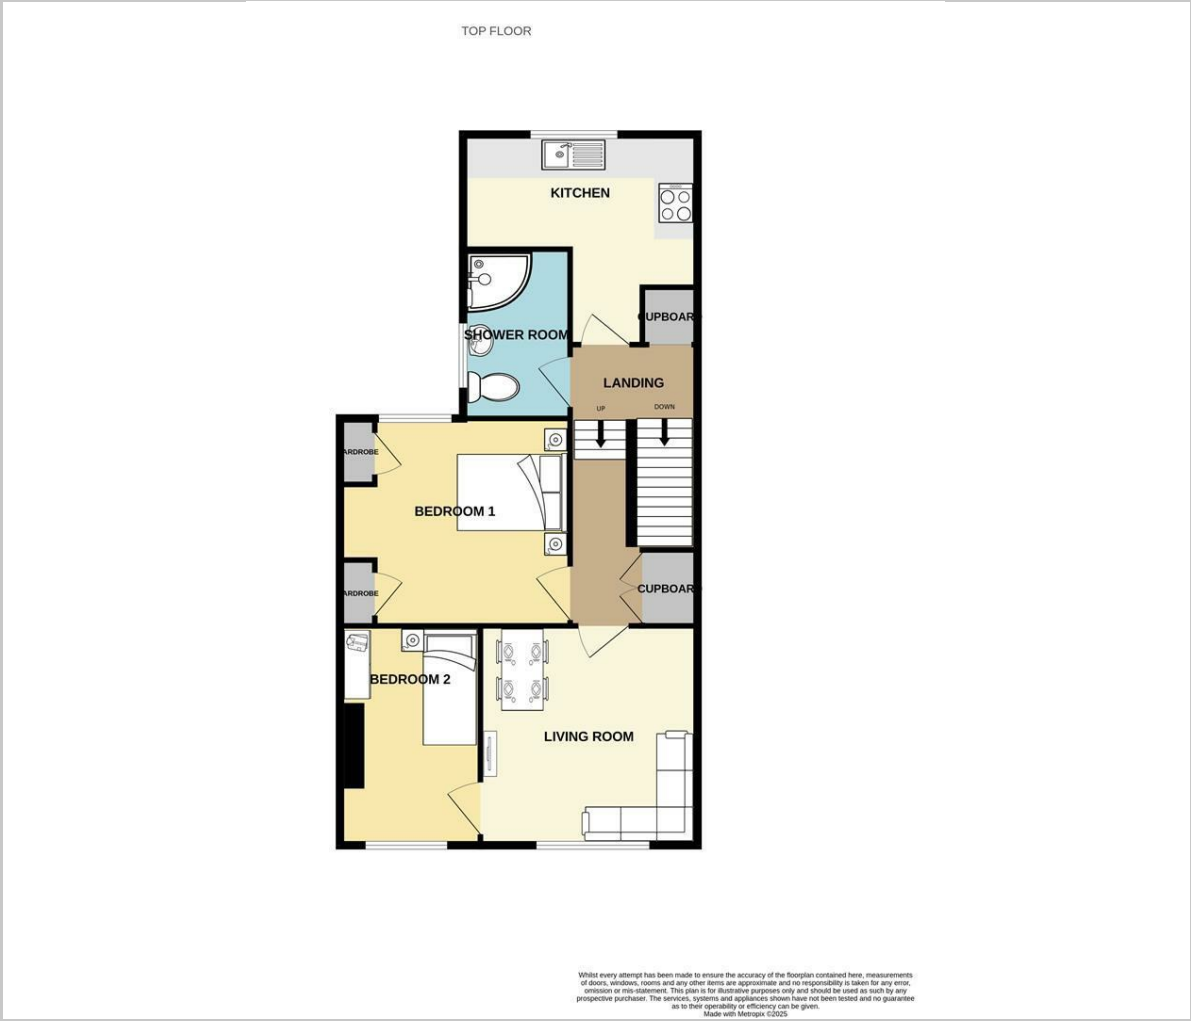 TOP FLOOR
KITCHEN
CUPBOARD
SHOWER ROOM
LANDING
UP
DOWN
ARDROBE
BEDROOM 1
ARDROBE
CUPBOARD
BEDROOM 2
LIVING ROOM
Whilst every attempt has been made to ensure the accuracy of the floorplan contained here, measurements
of doors, windows, rooms and any other items are approximate and no responsibility is taken for any error,
omission or mis-statement. This plan is for illustrative purposes only and should be used as such by any
prospective purchaser. The services, systems and appliances shown have not been tested and no guarantee
as to their operability or efficiency can be given.
Made with Metropix ©2025